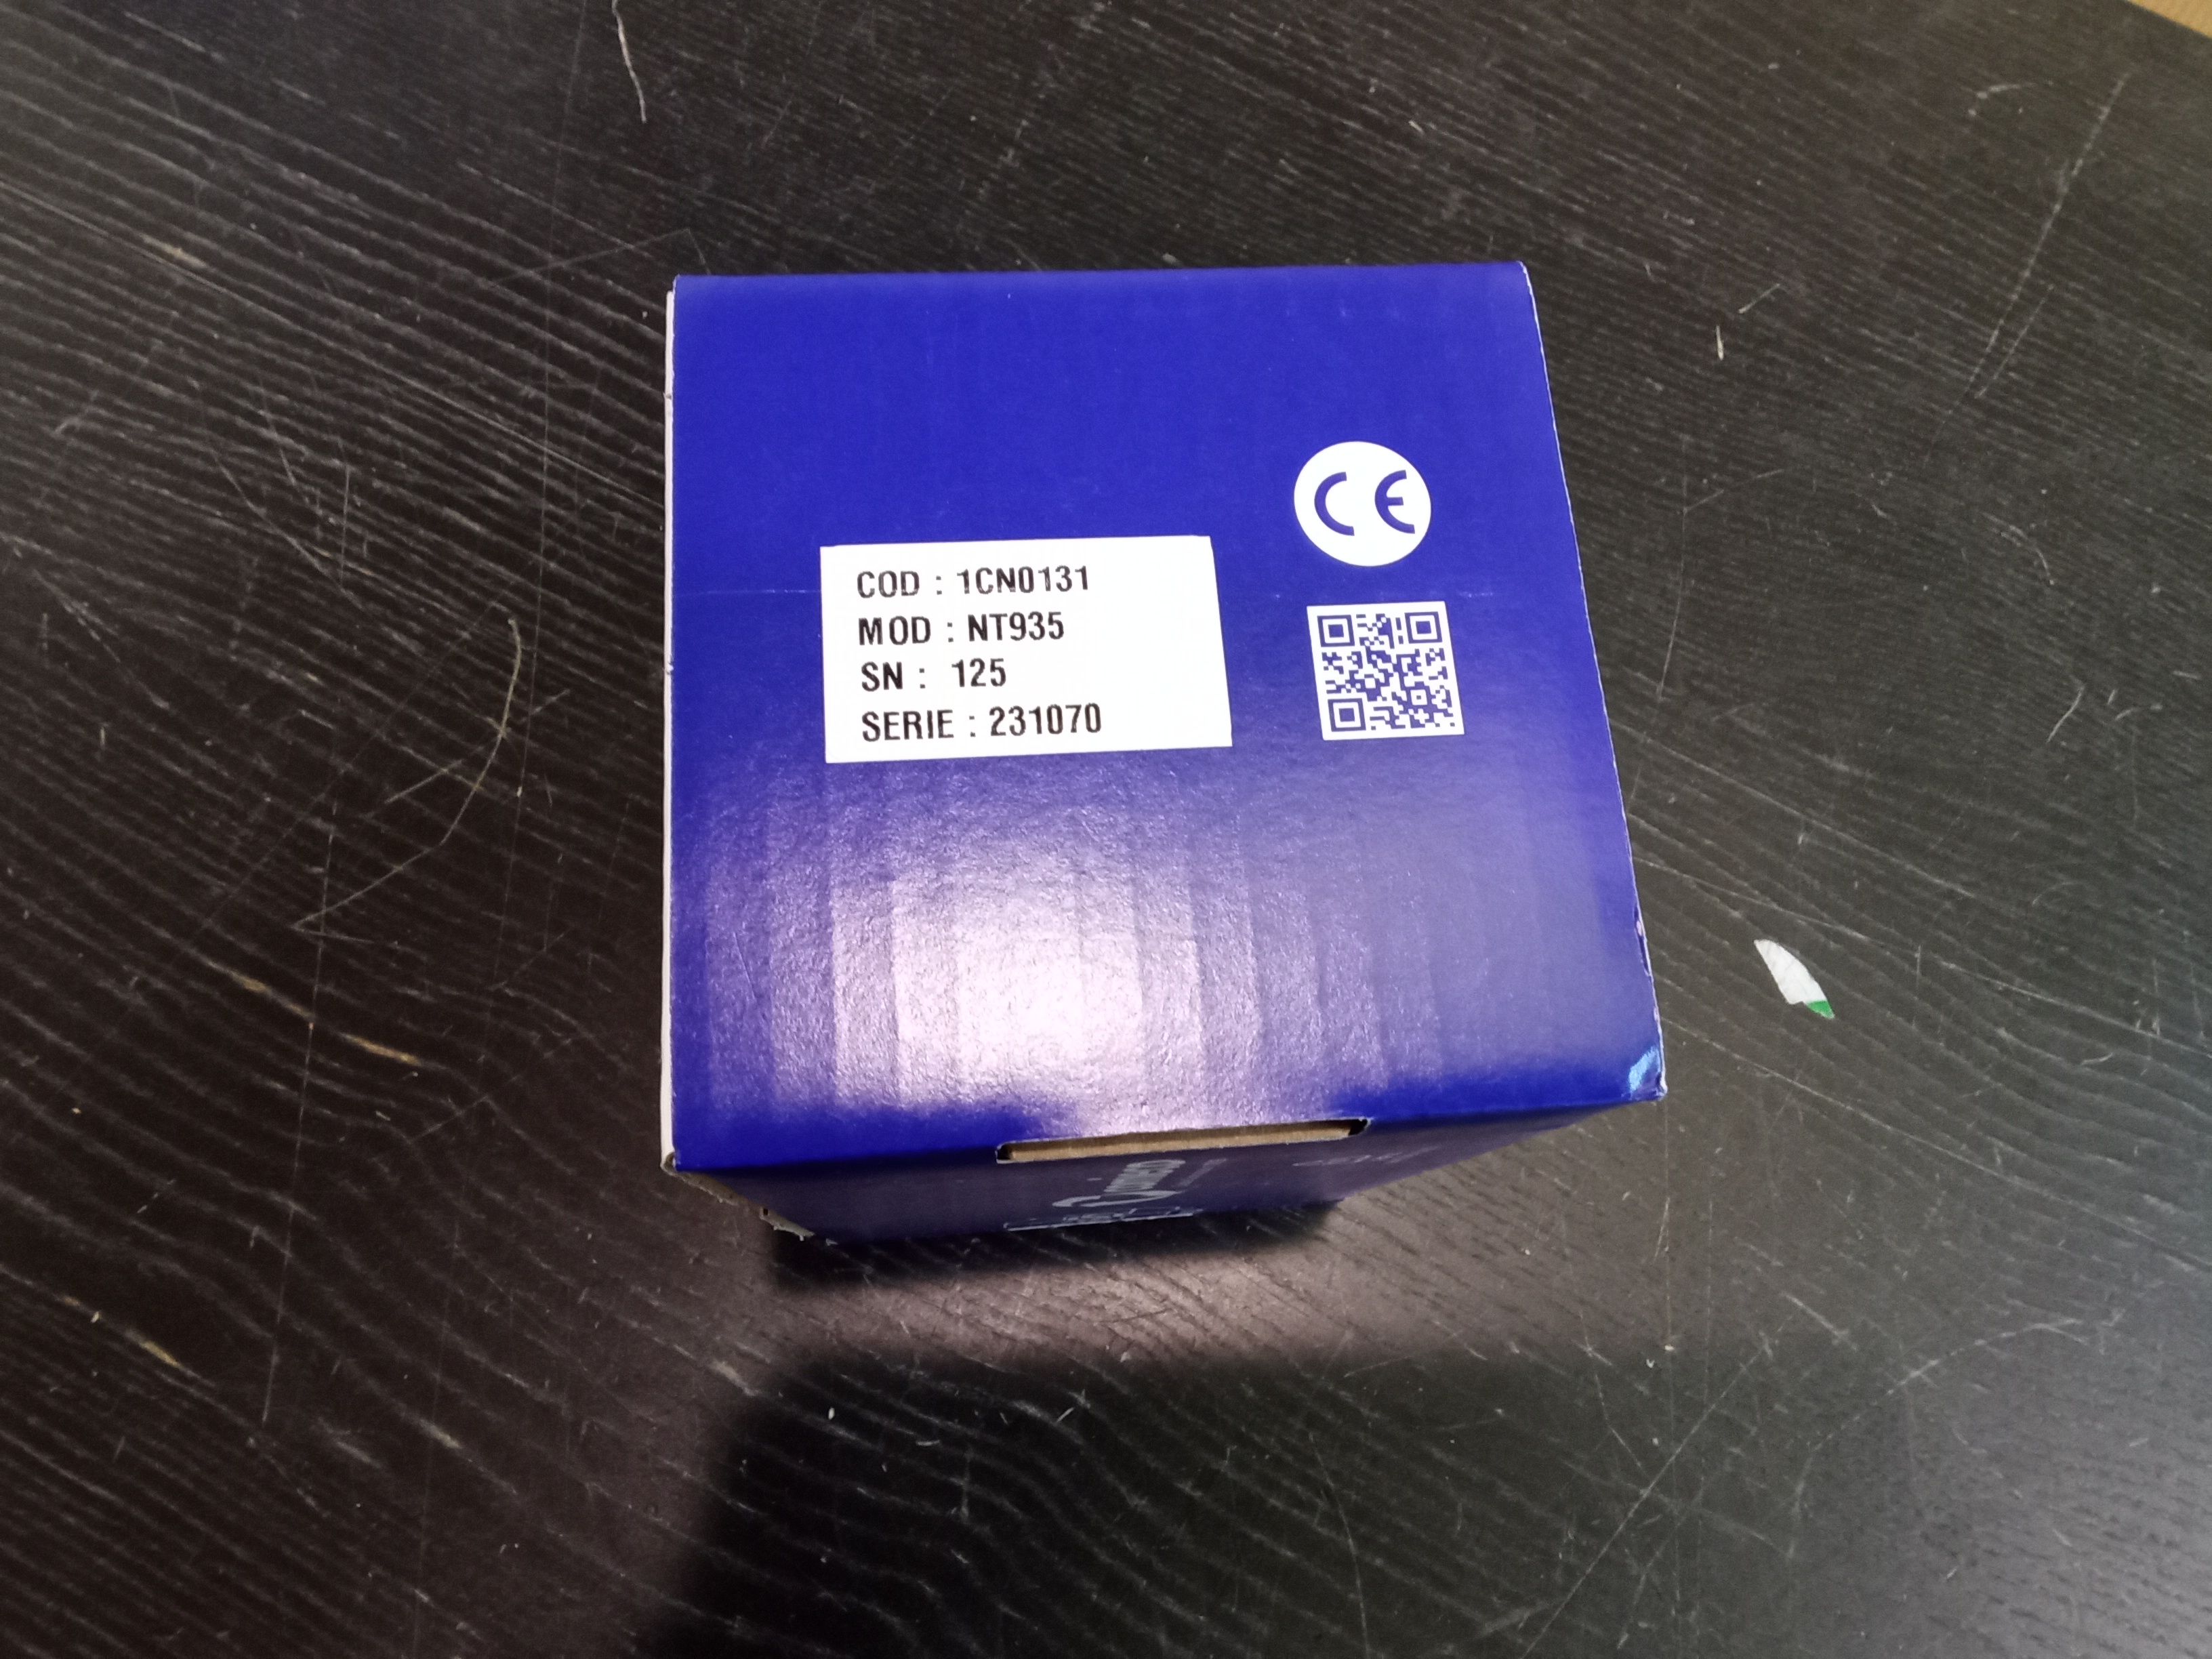 CE
COD : 1CN0131
MOD : NT935
SN : 125
SERIE : 231070